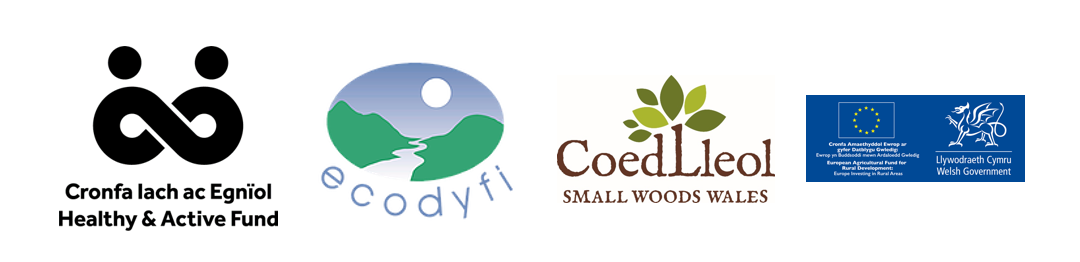 Cronfa Iach ac Egnïol
Healthy & Active Fund
ecodyfi
CoedLleol
SMALL WOODS WALES
Cronfa Amaethyddol Ewrop ar
gyfer Datblygu Gwledig:
Ewrop yn Buddsoddi mewn Ardaloedd Gwledig
European Agricultural Fund for
Rural Development:
Europe Investing in Rural Areas
Llywodraeth Cymru
Welsh Government